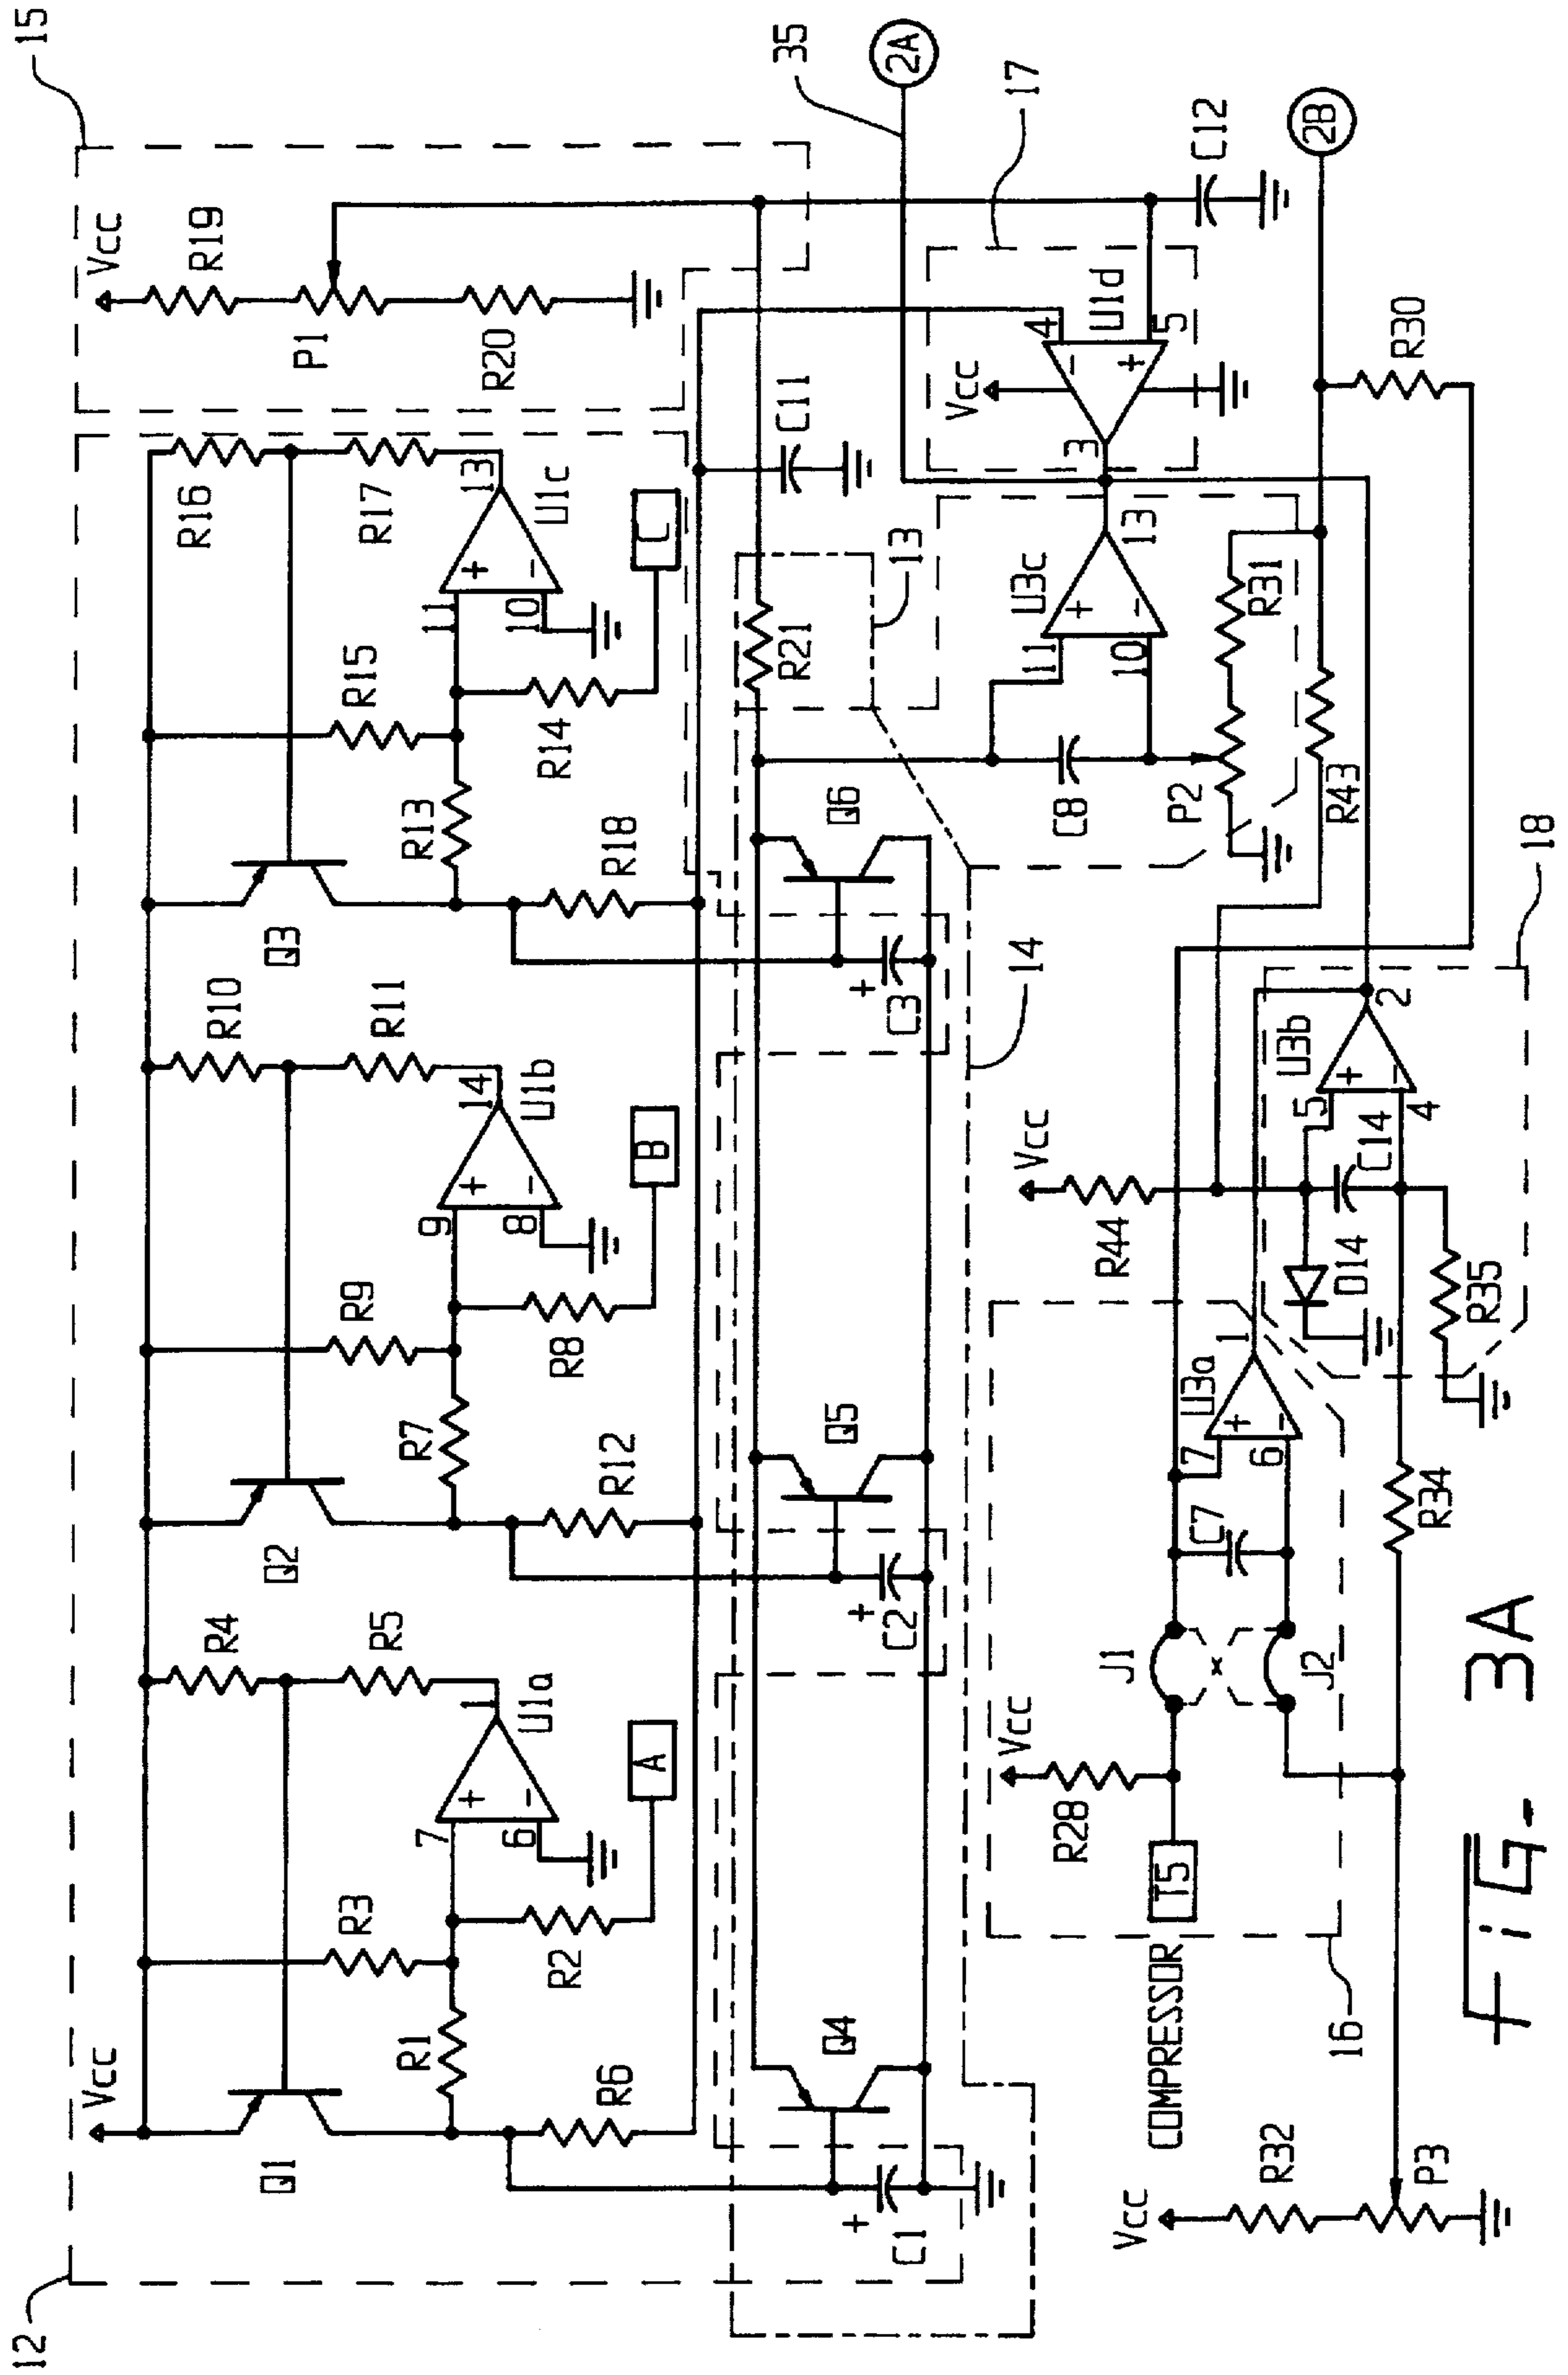 15
Vcc
R19
P1
R20
R16
R17
13
U1c
11
10
C
R15
R14
R13
R18
Q3
R10
R11
14
U1b
9
8
B
R9
R8
R7
R12
Q2
R4
R5
1
U1a
7
6
A
R3
R2
R1
R6
Vcc
Q1
12
35
2A
17
C12
2B
U1d
4
5
3
Vcc
C11
R30
13
R21
U3c
13
11
10
R31
C8
P2
R43
Q6
+
C3
14
18
U3b
2
5
4
C14
Vcc
R44
D14
R35
Q5
+
C2
U3a
1
7
6
C7
R34
J1
J2
Vcc
R28
T5
COMPRESSOR
16
Q4
+
C1
Vcc
R32
P3
FiG- 3A